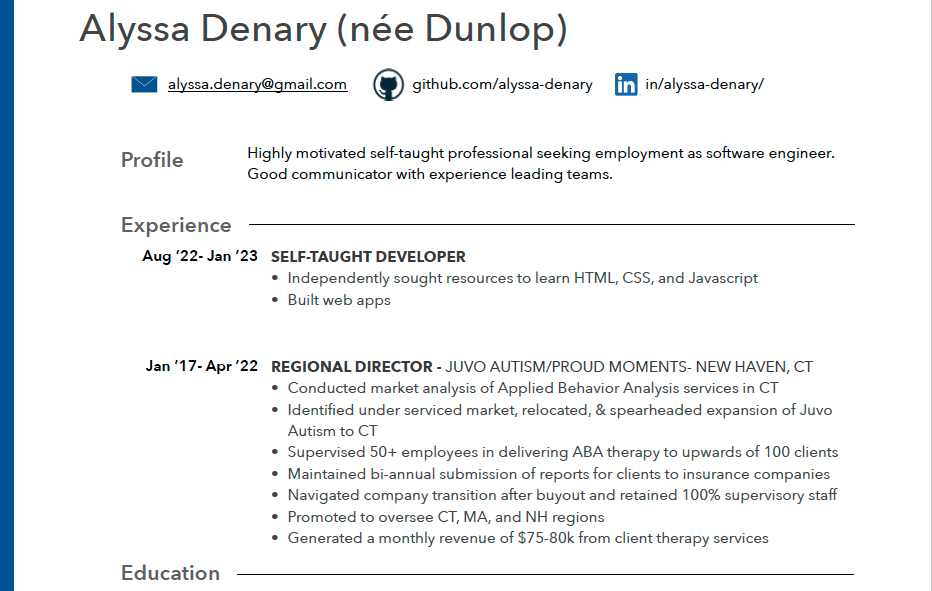 Alyssa Denary (née Dunlop)
alyssa.denary@gmail.com github.com/alyssa-denary in in/alyssa-denary/
Profile
Highly motivated self-taught professional seeking employment as software engineer.
Good communicator with experience leading teams.
Experience
Aug ’22- Jan ’23 SELF-TAUGHT DEVELOPER
• Independently sought resources to learn HTML, CSS, and Javascript
• Built web apps
Jan ’17- Apr ’22 REGIONAL DIRECTOR - JUVO AUTISM/PROUD MOMENTS- NEW HAVEN, CT
• Conducted market analysis of Applied Behavior Analysis services in CT
• Identified under serviced market, relocated, & spearheaded expansion of Juvo
Autism to CT
• Supervised 50+ employees in delivering ABA therapy to upwards of 100 clients
• Maintained bi-annual submission of reports for clients to insurance companies
• Navigated company transition after buyout and retained 100% supervisory staff
• Promoted to oversee CT, MA, and NH regions
• Generated a monthly revenue of $75-80k from client therapy services
Education